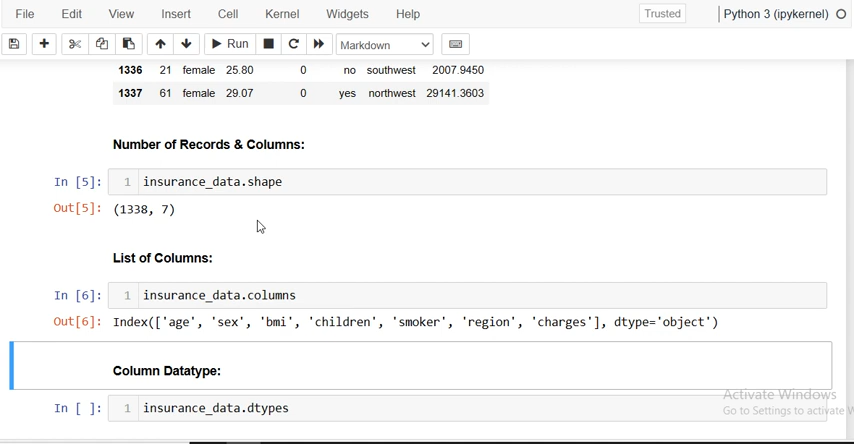 File Edit View Insert Cell Kernel Widgets Help Trusted Python 3 (ipykernel)
Run Markdown
1336 21 female 25.80 0 no southwest 2007.9450
1337 61 female 29.07 0 yes northwest 29141.3603
Number of Records & Columns:
In [5]: 1 insurance_data.shape
Out[5]: (1338, 7)
List of Columns:
In [6]: 1 insurance_data.columns
Out[6]: Index(['age', 'sex', 'bmi', 'children', 'smoker', 'region', 'charges'], dtype='object')
Column Datatype:
In [ ]: 1 insurance_data.dtypes
Activate Windows
Go to Settings to activate W